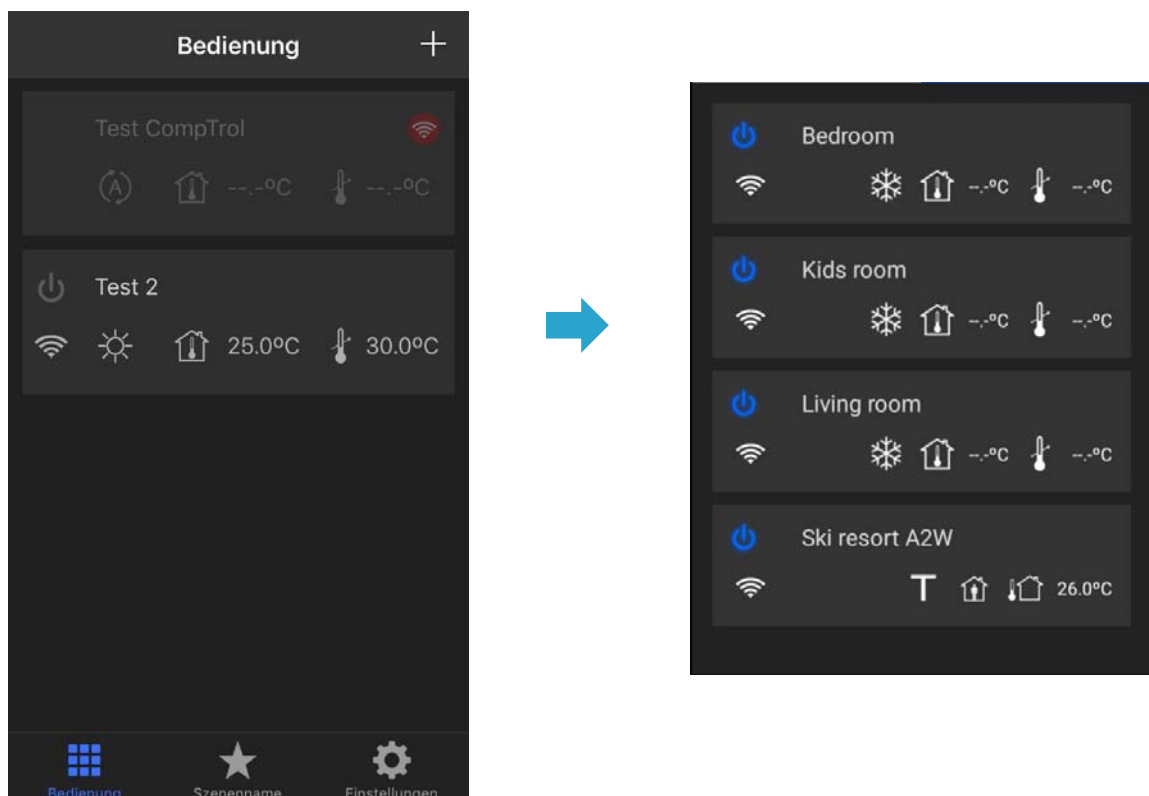 Bedienung +
Test CompTrol
A --.-ºC --.-ºC
Test 2
25.0ºC 30.0ºC
Bedienung Szenenname Einstellungen
Bedroom
--.-ºC --.-ºC
Kids room
--.-ºC --.-ºC
Living room
--.-ºC --.-ºC
Ski resort A2W
T 26.0ºC